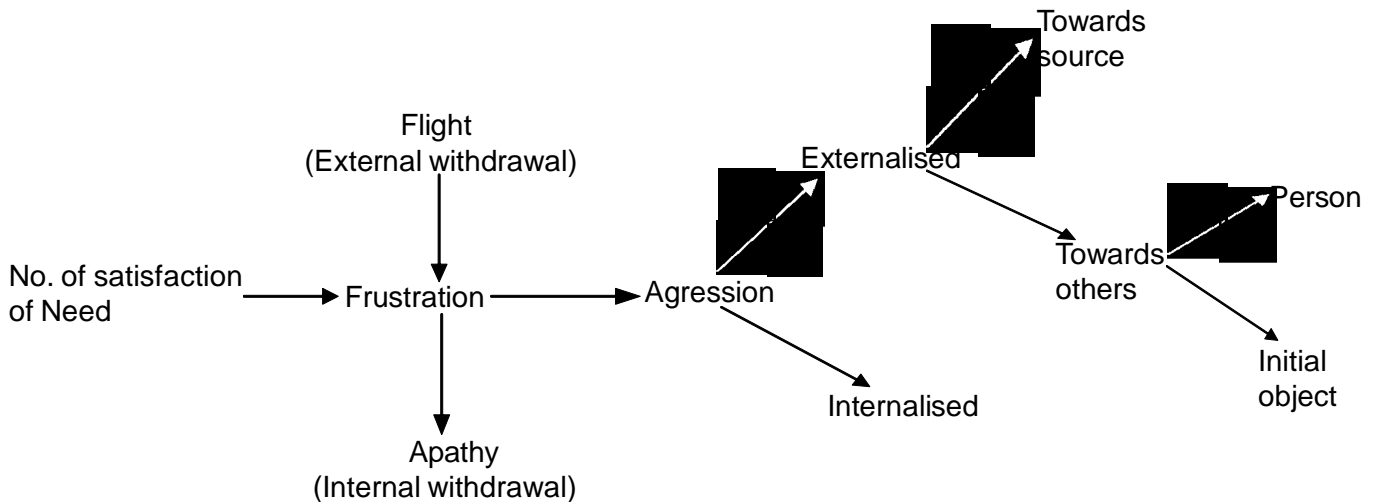 Towards
source
Flight
(External withdrawal)
Externalised
Person
Towards
others
No. of satisfaction
of Need
Frustration
Agression
Initial
object
Internalised
Apathy
(Internal withdrawal)